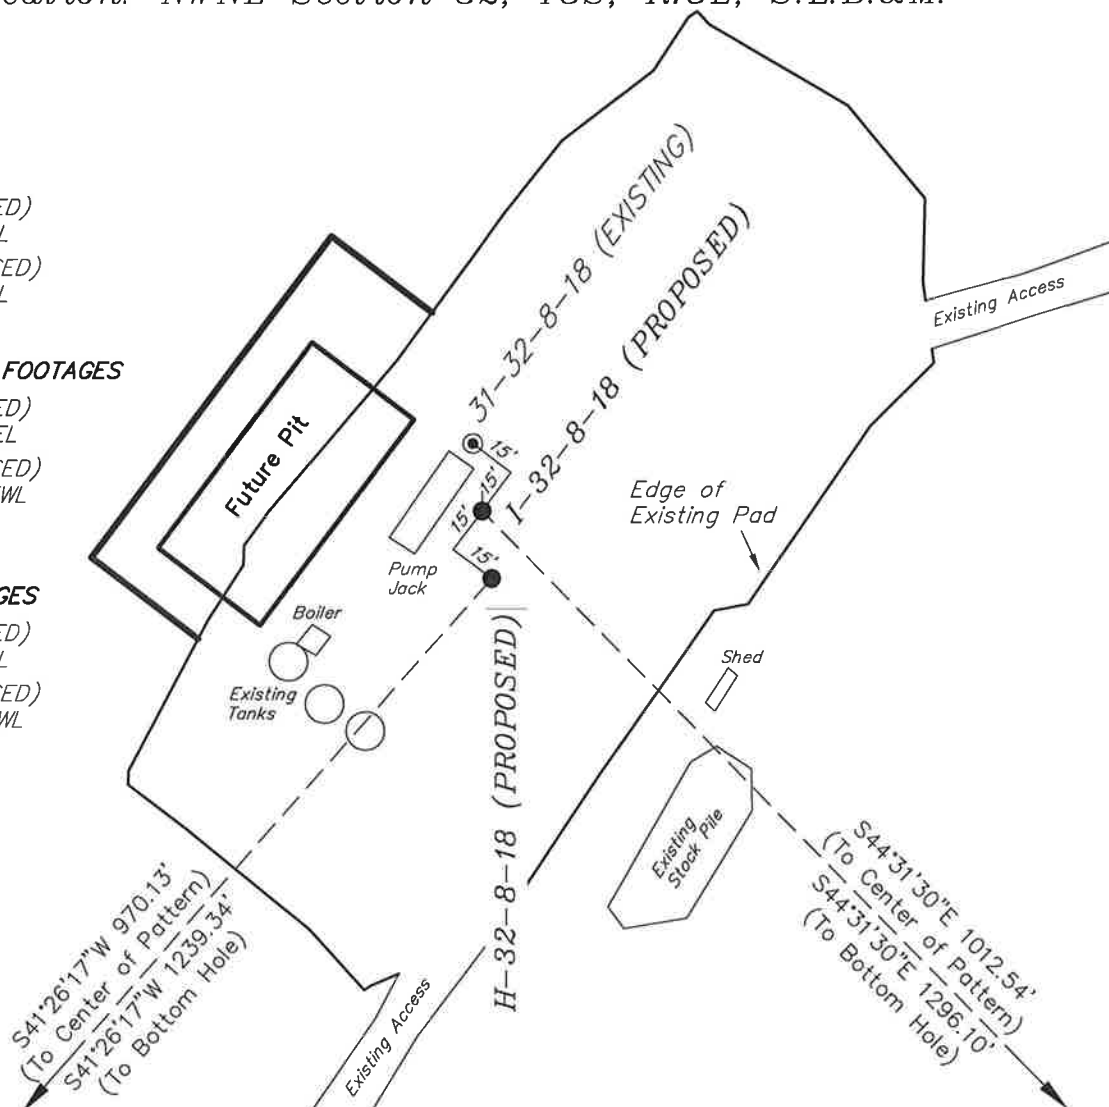 NWNE Section 32, T8S, R18E, S.L.B.&M.
FOOTAGES
31-32-8-18 (EXISTING)
I-32-8-18 (PROPOSED)
H-32-8-18 (PROPOSED)
15'
15'
15'
15'
Existing Access
Future Pit
Edge of
Existing Pad
Pump
Jack
Boiler
Existing
Tanks
Shed
Existing
Stock Pile
Existing Access
S41°26'17"W 970.13'
(To Center of Pattern)
S41°26'17"W 1239.34'
(To Bottom Hole)
S44°31'30"E 1012.54'
(To Center of Pattern)
S44°31'30"E 1296.10'
(To Bottom Hole)